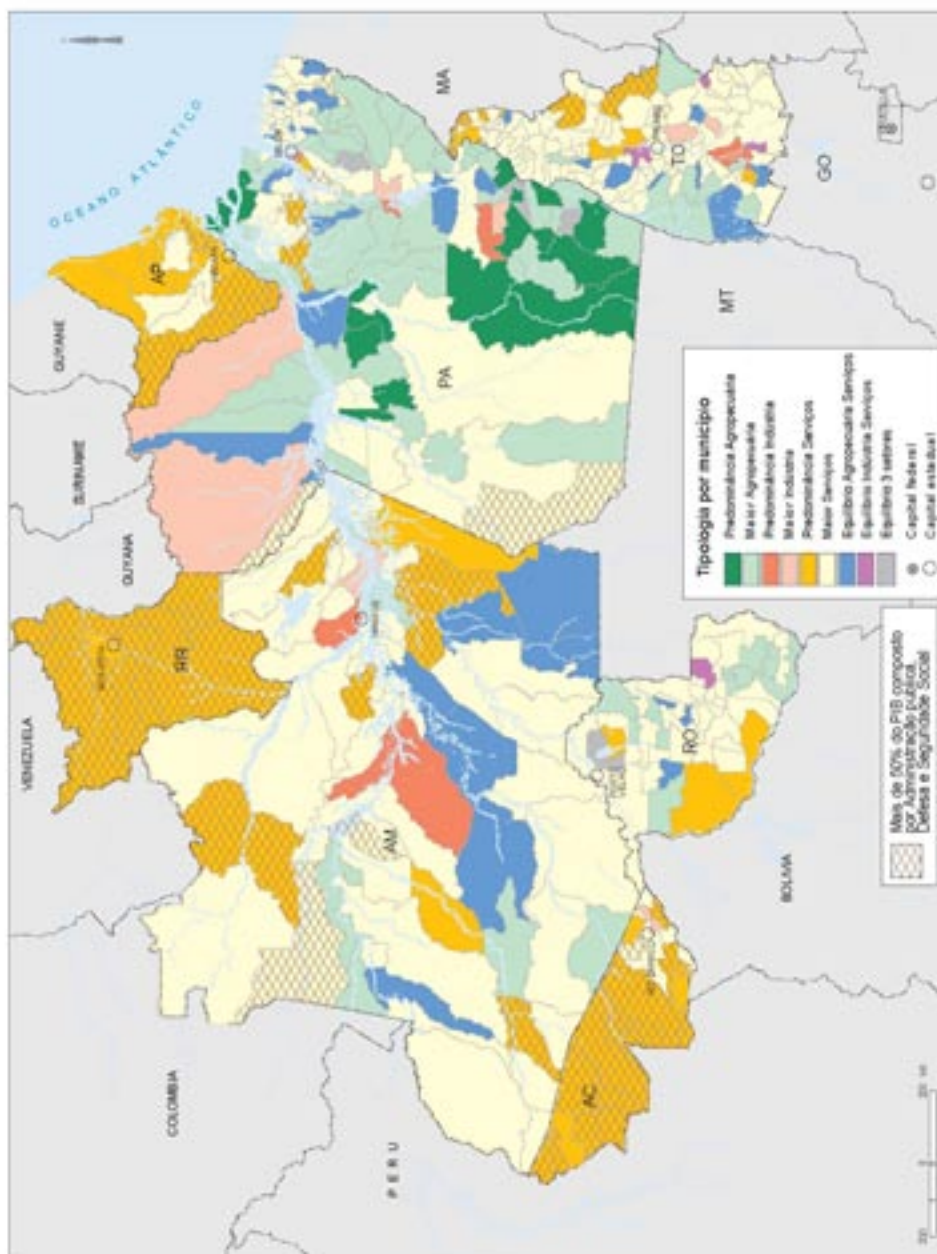 OCEANO ATLÂNTICO
GUYANE
SURINAME
GUYANA
VENEZUELA
COLOMBIA
PERU
BOLIVIA
AP
RR
AM
PA
MA
TO
GO
MT
RO
AC
Tipologia por município
Predominância Agropecuária
Maior Agropecuária
Predominância Indústria
Maior Indústria
Predominância Serviços
Maior Serviços
Equilíbrio Agropecuária Serviços
Equilíbrio Indústria Serviços
Equilíbrio 3 setores
Capital federal
Capital estadual
Mais de 50% do PIB composto
por Administração pública,
Defesa e Seguridade Social